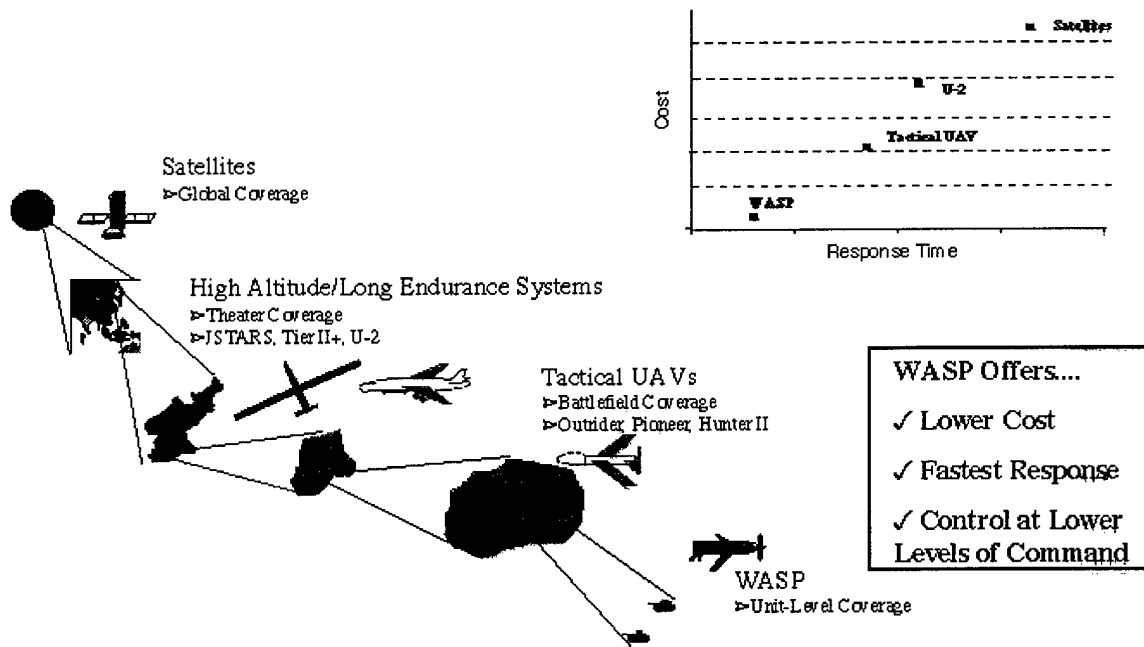 Satellites
U-2
Tactical UAV
WASP
Cost
Response Time
Satellites
➢Global Coverage
High Altitude/Long Endurance Systems
➢Theater Coverage
➢JSTARS, Tier II+, U-2
Tactical UAVs
➢Battlefield Coverage
➢Outrider, Pioneer, Hunter II
WASP
➢Unit-Level Coverage
WASP Offers....
✓ Lower Cost
✓ Fastest Response
✓ Control at Lower
Levels of Command